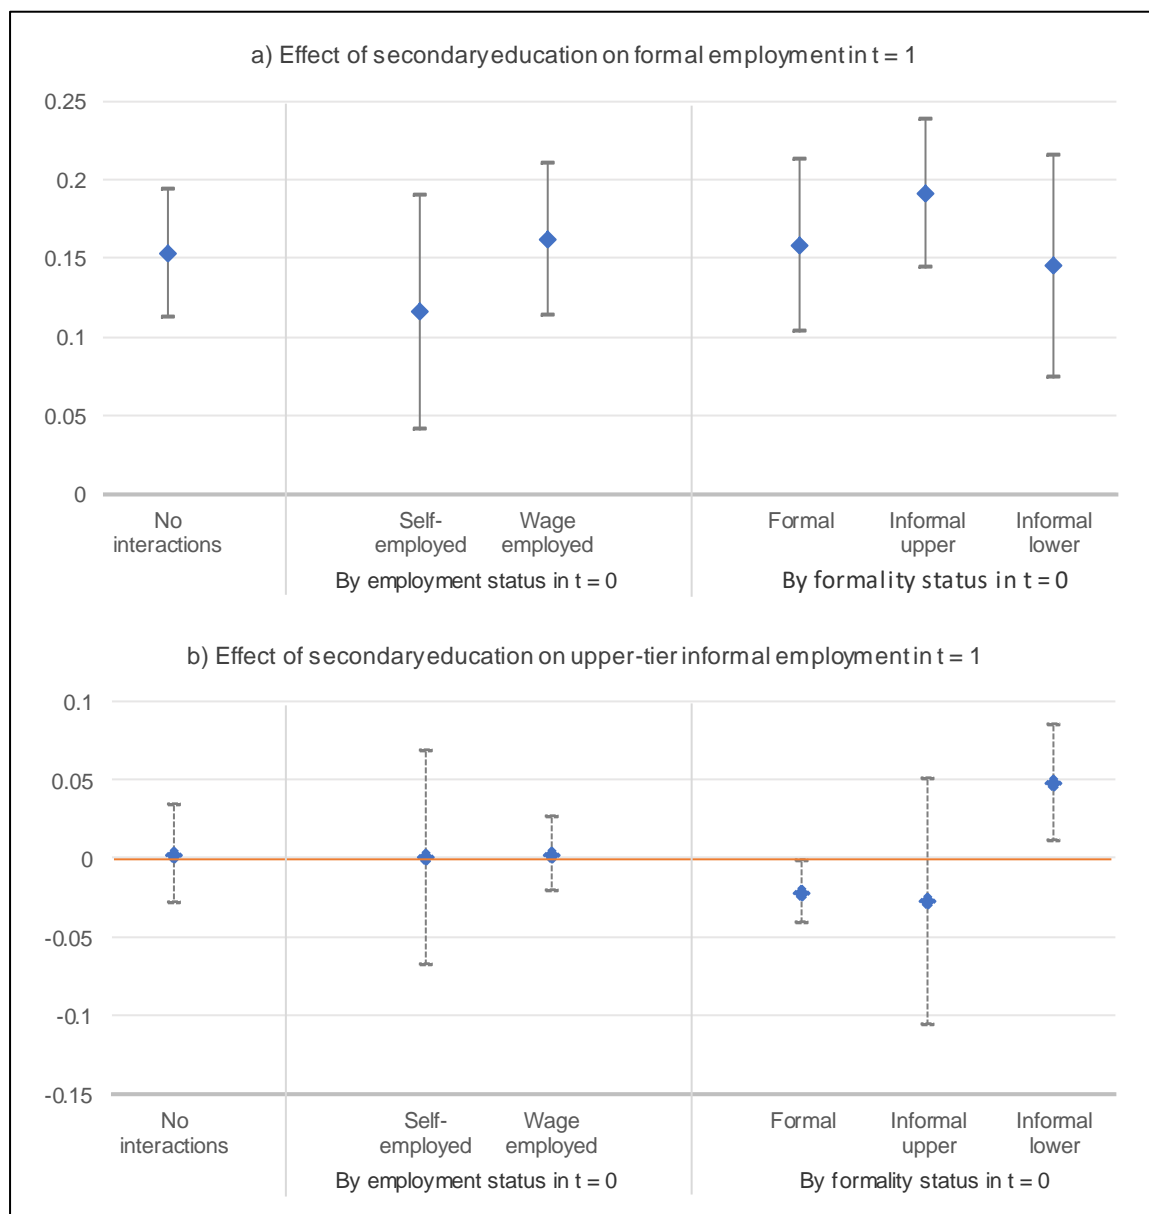 a) Effect of secondary education on formal employment in t = 1
0.25
0.2
0.15
0.1
0.05
0
No interactions
Self-employed
Wage employed
Formal
Informal upper
Informal lower
By employment status in t = 0
By formality status in t = 0
b) Effect of secondary education on upper-tier informal employment in t = 1
0.1
0.05
0
-0.05
-0.1
-0.15
No interactions
Self-employed
Wage employed
Formal
Informal upper
Informal lower
By employment status in t = 0
By formality status in t = 0